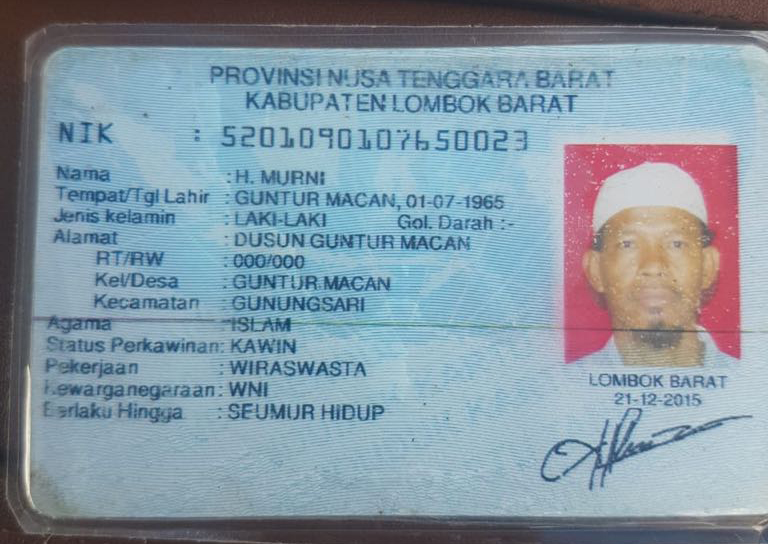 PROVINSI NUSA TENGGARA BARAT
KABUPATEN LOMBOK BARAT
NIK : 5201090107650023
Nama : H. MURNI
Tempat/Tgl Lahir : GUNTUR MACAN, 01-07-1965
Jenis kelamin : LAKI-LAKI Gol. Darah :-
Alamat : DUSUN GUNTUR MACAN
RT/RW : 000/000
Kel/Desa : GUNTUR MACAN
Kecamatan : GUNUNGSARI
Agama : ISLAM
Status Perkawinan: KAWIN
Pekerjaan : WIRASWASTA
Kewarganegaraan: WNI
Berlaku Hingga : SEUMUR HIDUP
LOMBOK BARAT
21-12-2015